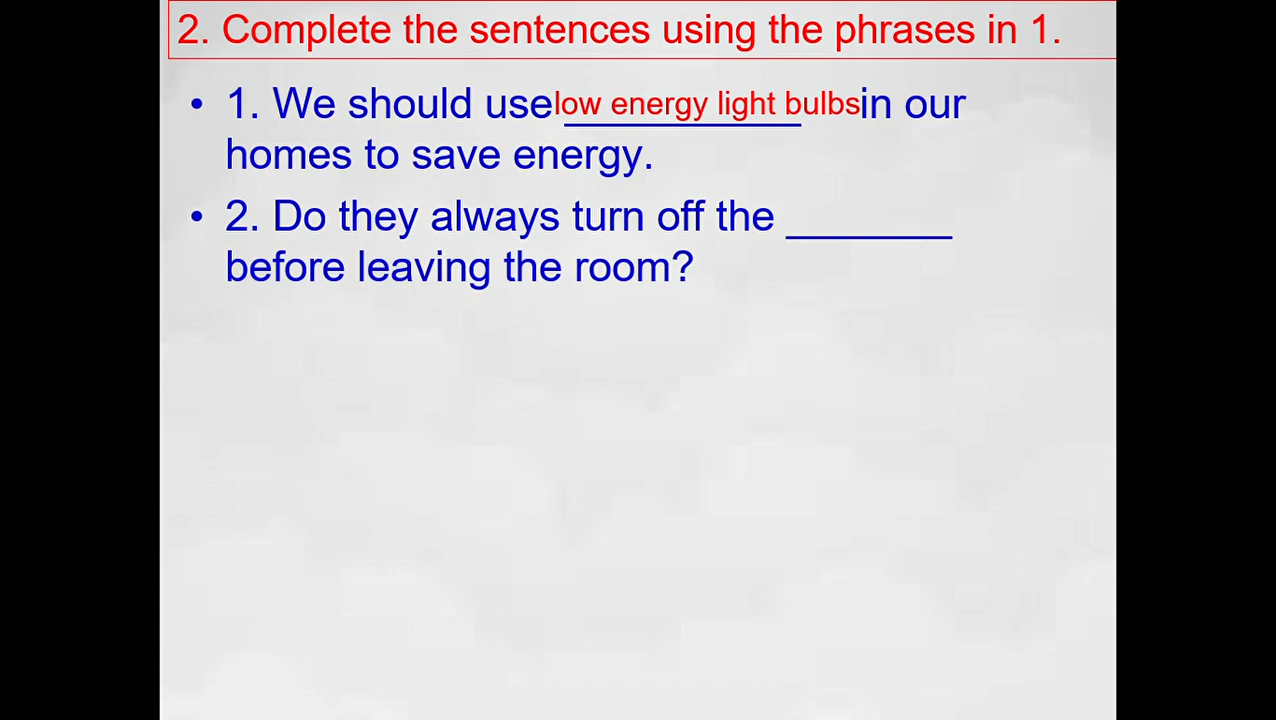 2. Complete the sentences using the phrases in 1.
• 1. We should use low energy light bulbs in our
homes to save energy.
• 2. Do they always turn off the _______
before leaving the room?